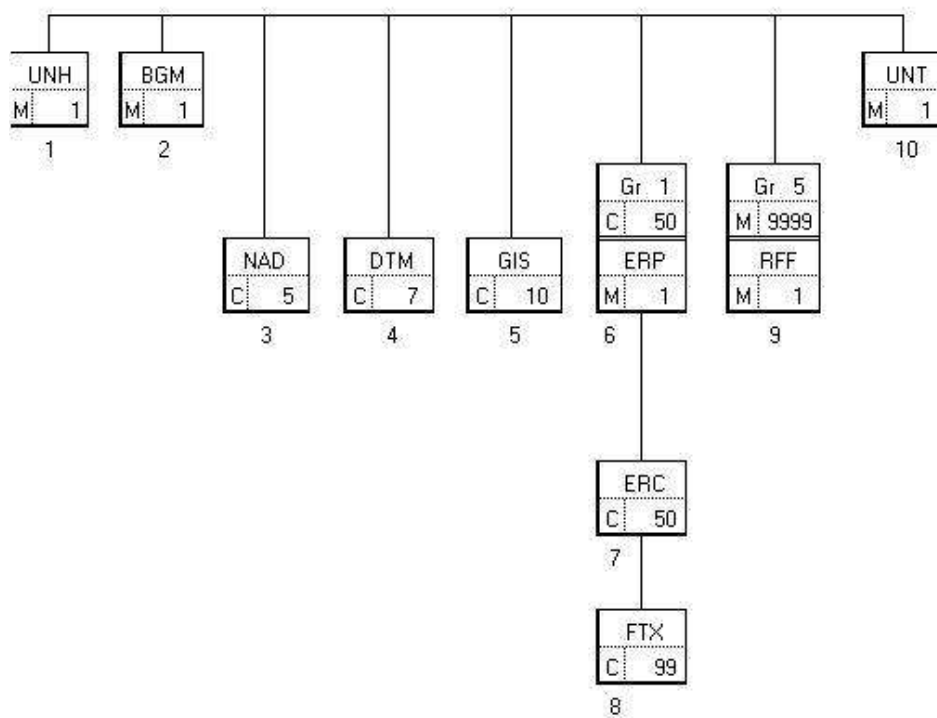 UNH
M 1
1
BGM
M 1
2
NAD
C 5
3
DTM
C 7
4
GIS
C 10
5
Gr 1
C 50
ERP
M 1
6
ERC
C 50
7
FTX
C 99
8
Gr 5
M 9999
RFF
M 1
9
UNT
M 1
10